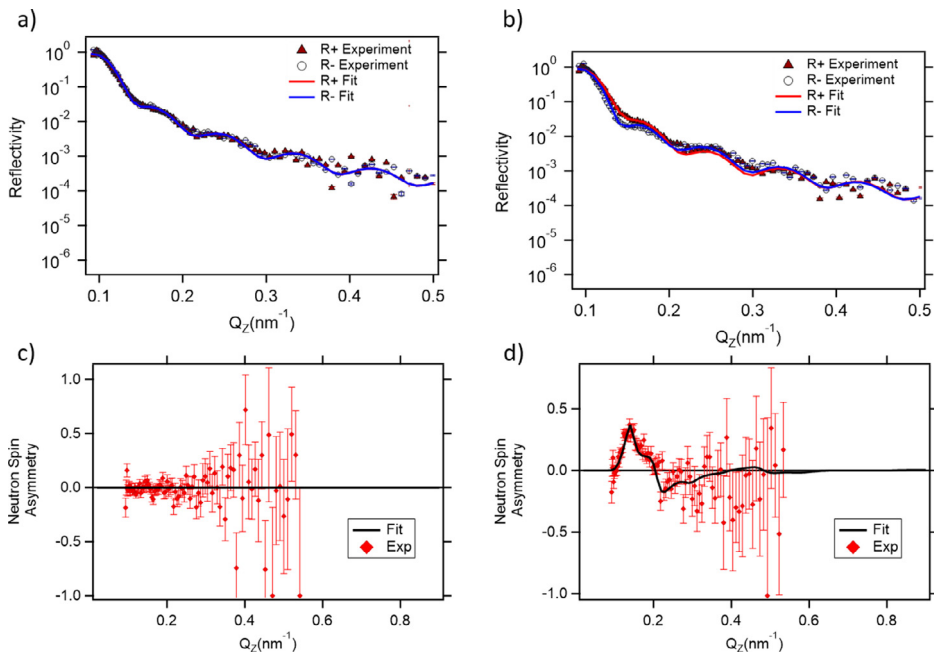 a)
b)
10^0
10^-1
10^-2
10^-3
10^-4
10^-5
10^-6
Reflectivity
R+ Experiment
R- Experiment
R+ Fit
R- Fit
0.1
0.2
0.3
0.4
0.5
Q_Z(nm^-1)
10^0
10^-1
10^-2
10^-3
10^-4
10^-5
10^-6
Reflectivity
R+ Experiment
R- Experiment
R+ Fit
R- Fit
0.1
0.2
0.3
0.4
0.5
Q_Z(nm^-1)
c)
d)
1.0
0.5
0.0
-0.5
-1.0
Neutron Spin
Asymmetry
Fit
Exp
0.2
0.4
0.6
0.8
Q_Z(nm^-1)
0.5
0.0
-0.5
-1.0
Neutron Spin
Asymmetry
Fit
Exp
0.2
0.4
0.6
0.8
Q_Z(nm^-1)